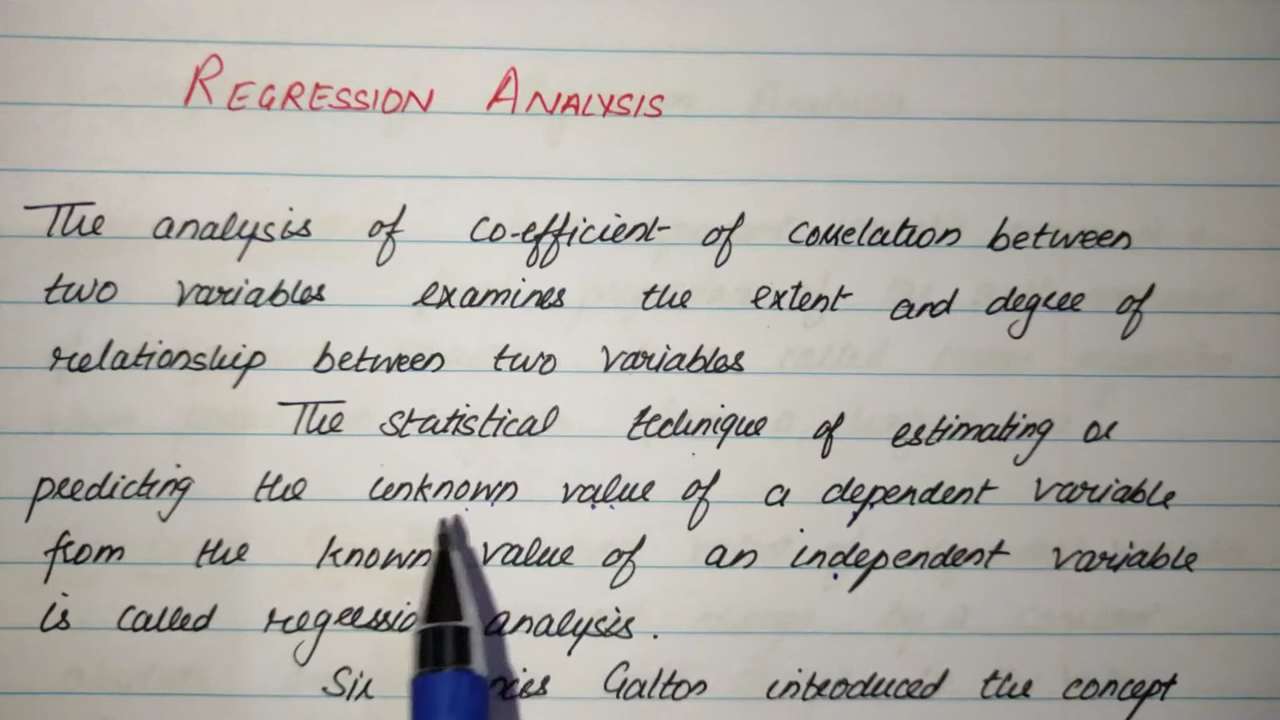 REGRESSION ANALYSIS
The analysis of co-efficient of correlation between
two variables examines the extent and degree of
relationship between two variables
The statistical technique of estimating or
predicting the unknown value of a dependent variable
from the known value of an independent variable
is called regression analysis.
Sir Galton introduced the concept